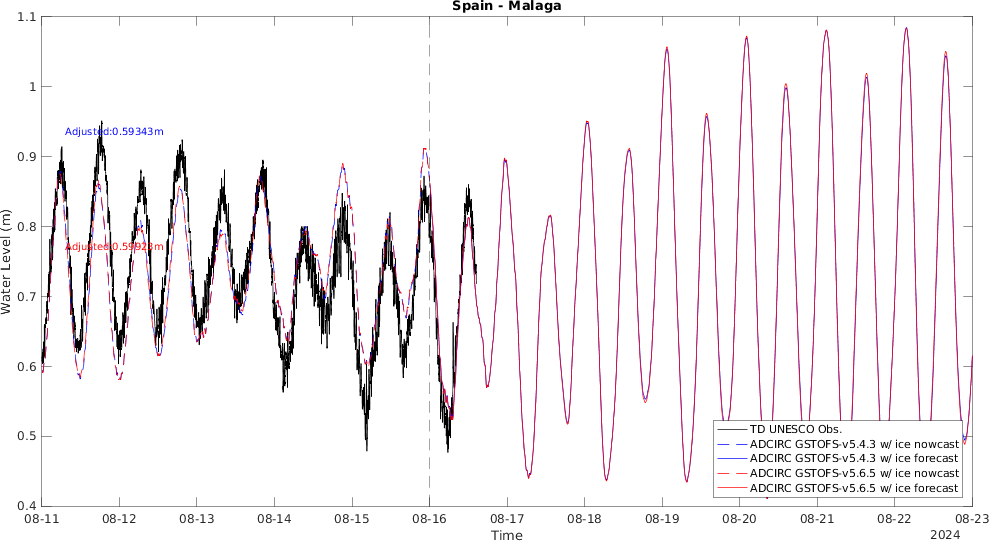 Spain - Malaga
1.1
1
0.9
0.8
0.7
0.6
0.5
0.4
Water Level (m)
Adjusted:0.59343m
Adjusted:0.59923m
TD UNESCO Obs.
ADCIRC GSTOFS-v5.4.3 w/ ice nowcast
ADCIRC GSTOFS-v5.4.3 w/ ice forecast
ADCIRC GSTOFS-v5.6.5 w/ ice nowcast
ADCIRC GSTOFS-v5.6.5 w/ ice forecast
08-11 08-12 08-13 08-14 08-15 08-16 08-17 08-18 08-19 08-20 08-21 08-22 08-23
Time
2024